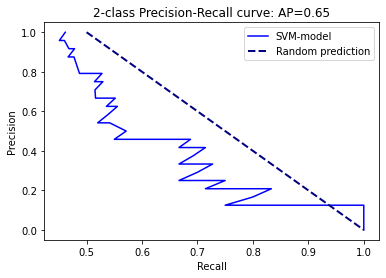 2-class Precision-Recall curve: AP=0.65
SVM-model
Random prediction
Precision
1.0
0.8
0.6
0.4
0.2
0.0
0.5 0.6 0.7 0.8 0.9 1.0
Recall